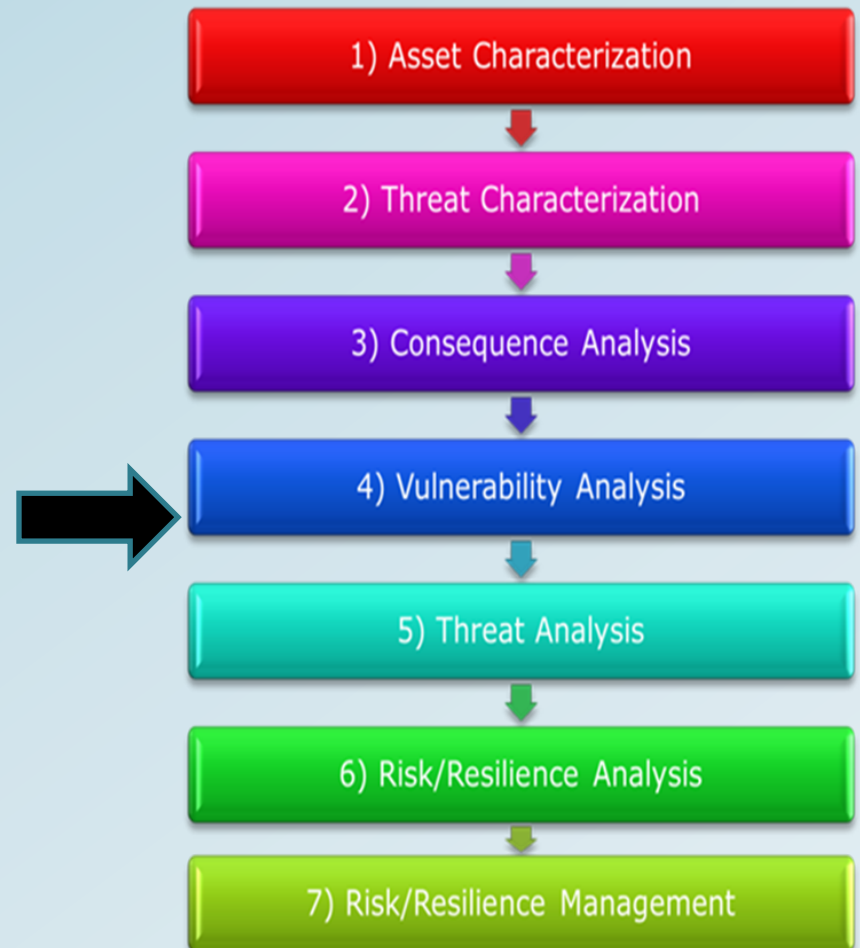 1) Asset Characterization
2) Threat Characterization
3) Consequence Analysis
4) Vulnerability Analysis
5) Threat Analysis
6) Risk/Resilience Analysis
7) Risk/Resilience Management